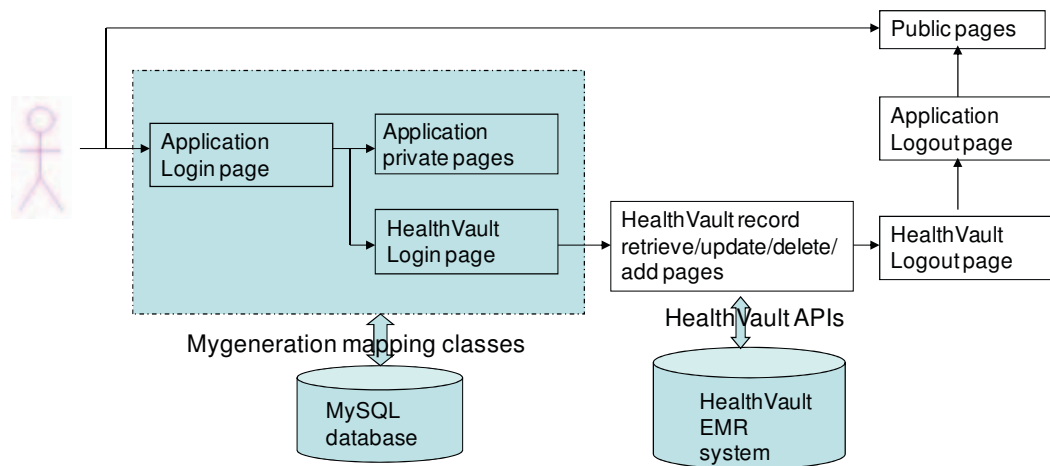 Public pages
Application
Login page
Application
private pages
Application
Logout page
HealthVault
Login page
HealthVault record
retrieve/update/delete/
add pages
HealthVault
Logout page
Mygeneration mapping classes
HealthVault APIs
MySQL
database
HealthVault
EMR
system